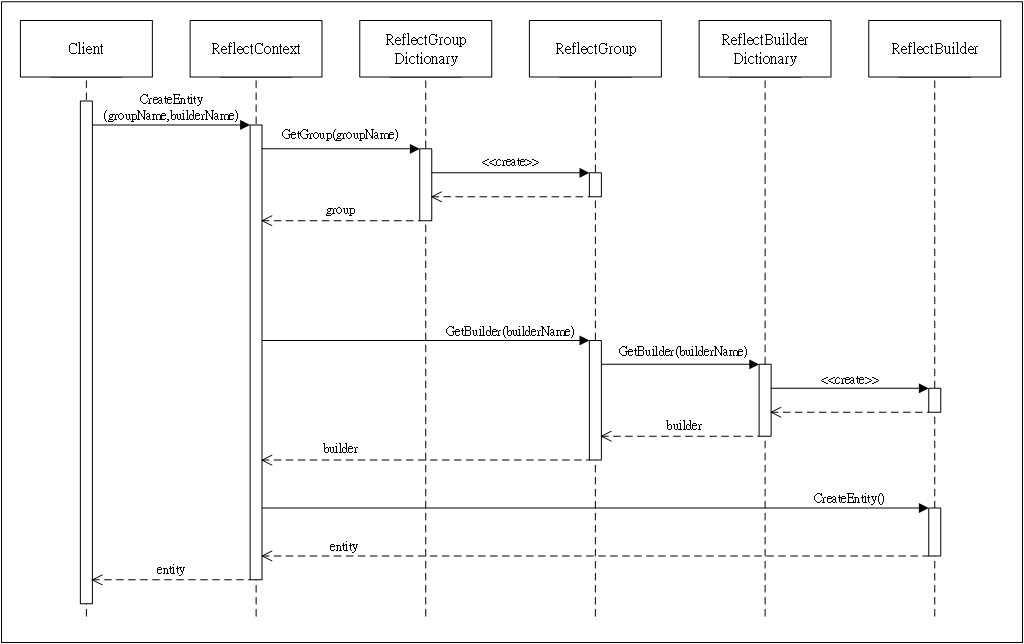 Client
ReflectContext
ReflectGroup
Dictionary
ReflectGroup
ReflectBuilder
Dictionary
ReflectBuilder
CreateEntity
(groupName,builderName)
GetGroup(groupName)
<<create>>
group
GetBuilder(builderName)
GetBuilder(builderName)
<<create>>
builder
builder
CreateEntity()
entity
entity